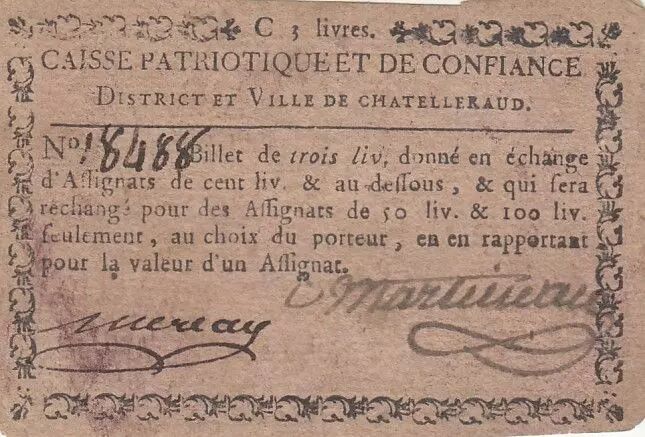 C 3 livres.
CAISSE PATRIOTIQUE ET DE CONFIANCE
DISTRICT ET VILLE DE CHATELLERAUD.
No. 18488 Billet de trois liv. donné en échange
d'Aſſignats de cent liv. & au-deſſous, & qui ſera
rechangé pour des Aſſignats de 50 liv. & 100 liv.
ſeulement, au choix du porteur, en en rapportant
pour la valeur d'un Aſſignat.
Martineau